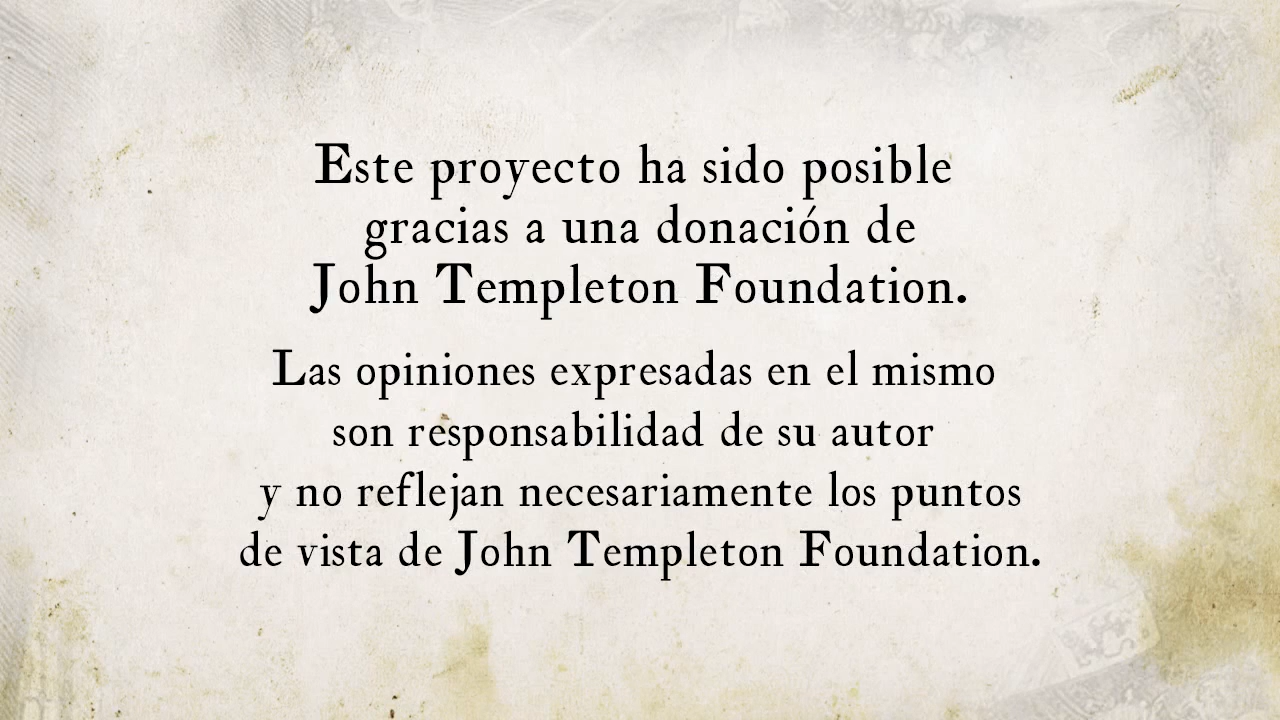 Este proyecto ha sido posible
gracias a una donación de
John Templeton Foundation.
Las opiniones expresadas en el mismo
son responsabilidad de su autor
y no reflejan necesariamente los puntos
de vista de John Templeton Foundation.